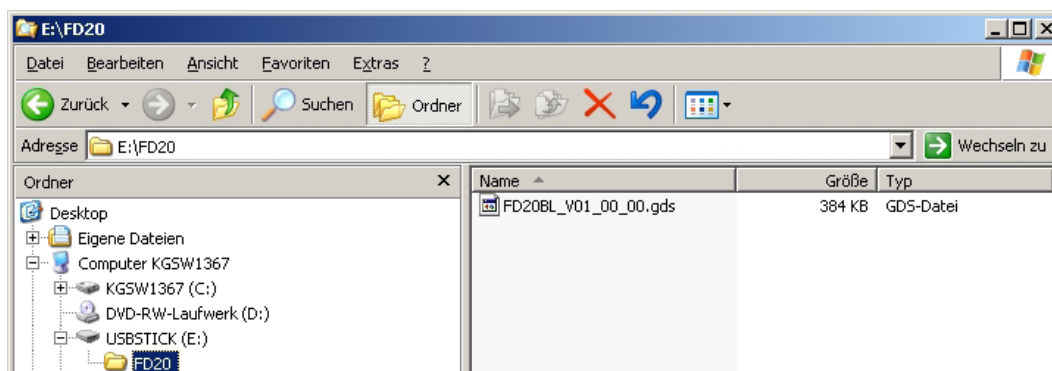 E:\FD20
Datei Bearbeiten Ansicht Favoriten Extras ?
Zurück Suchen Ordner
Adresse E:\FD20 Wechseln zu
Ordner
Name Größe Typ
FD20BL_V01_00_00.gds 384 KB GDS-Datei
Desktop
Eigene Dateien
Computer KGSW1367
KGSW1367 (C:)
DVD-RW-Laufwerk (D:)
USBSTICK (E:)
FD20